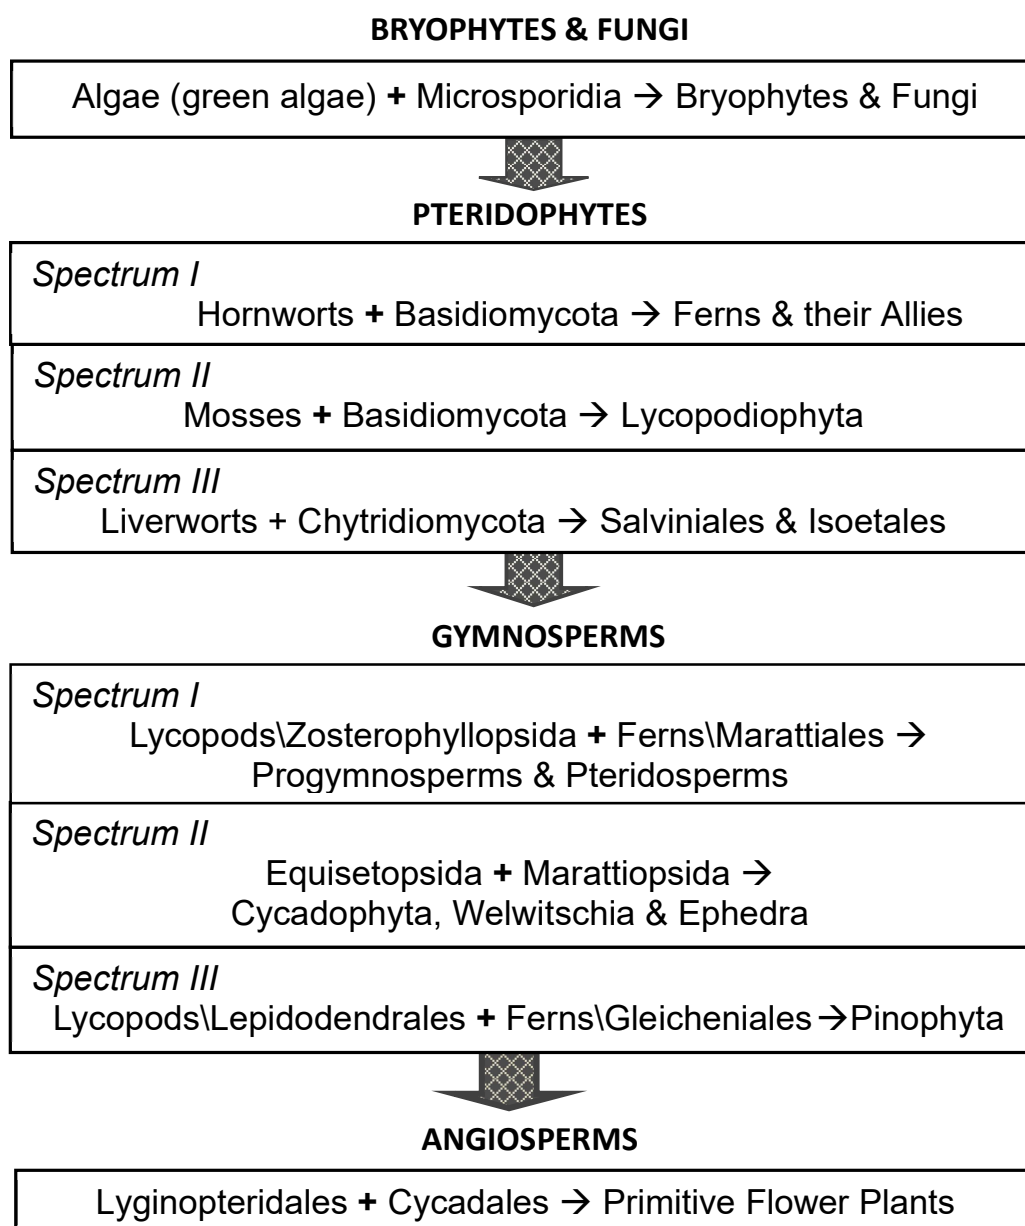 BRYOPHYTES & FUNGI
Algae (green algae) + Microsporidia → Bryophytes & Fungi
PTERIDOPHYTES
Spectrum I
Hornworts + Basidiomycota → Ferns & their Allies
Spectrum II
Mosses + Basidiomycota → Lycopodiophyta
Spectrum III
Liverworts + Chytridiomycota → Salviniales & Isoetales
GYMNOSPERMS
Spectrum I
Lycopods\Zosterophyllopsida + Ferns\Marattiales →
Progymnosperms & Pteridosperms
Spectrum II
Equisetopsida + Marattiopsida →
Cycadophyta, Welwitschia & Ephedra
Spectrum III
Lycopods\Lepidodendrales + Ferns\Gleicheniales → Pinophyta
ANGIOSPERMS
Lyginopteridales + Cycadales → Primitive Flower Plants